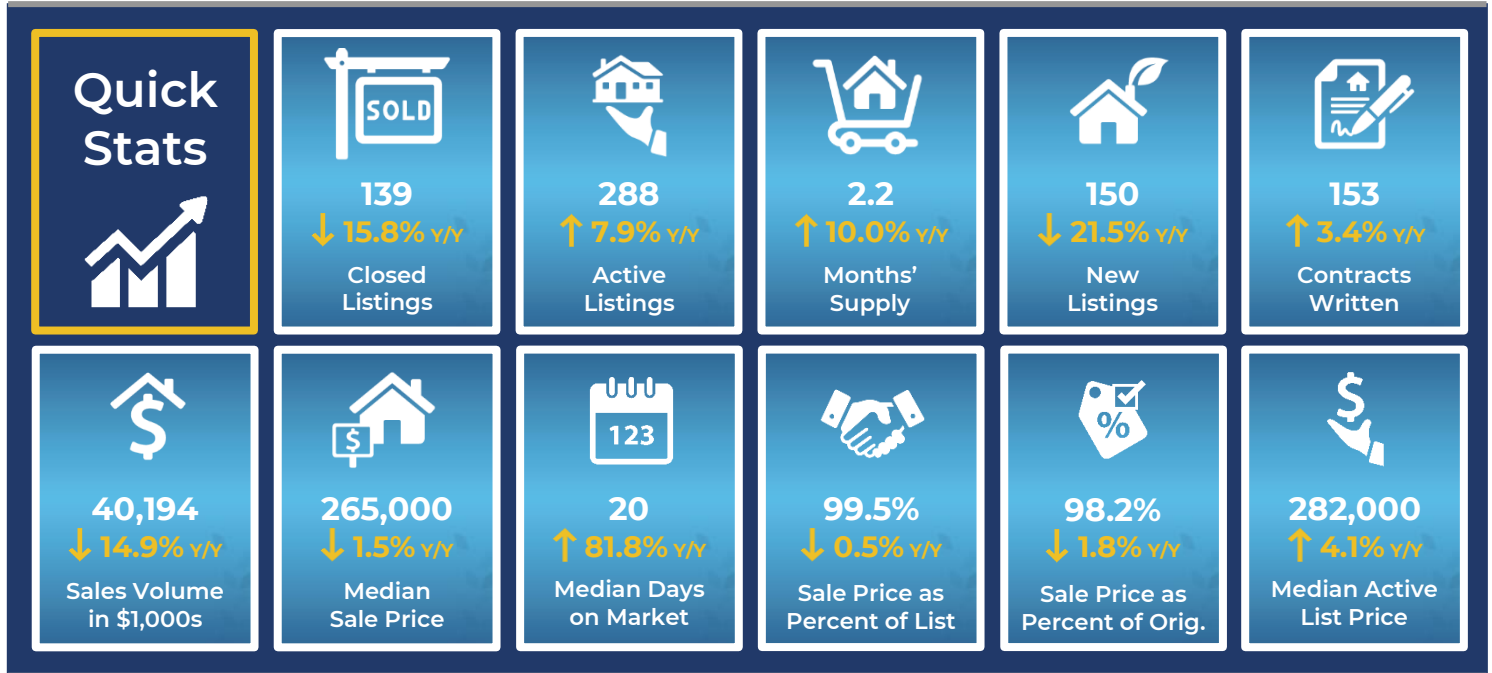 Quick
Stats
SOLD
139
↓ 15.8% Y/Y
Closed
Listings
288
↑ 7.9% Y/Y
Active
Listings
2.2
↑ 10.0% Y/Y
Months’
Supply
150
↓ 21.5% Y/Y
New
Listings
153
↑ 3.4% Y/Y
Contracts
Written
$
40,194
↓ 14.9% Y/Y
Sales Volume
in $1,000s
$
265,000
↓ 1.5% Y/Y
Median
Sale Price
123
20
↑ 81.8% Y/Y
Median Days
on Market
99.5%
↓ 0.5% Y/Y
Sale Price as
Percent of List
%
98.2%
↓ 1.8% Y/Y
Sale Price as
Percent of Orig.
$
282,000
↑ 4.1% Y/Y
Median Active
List Price